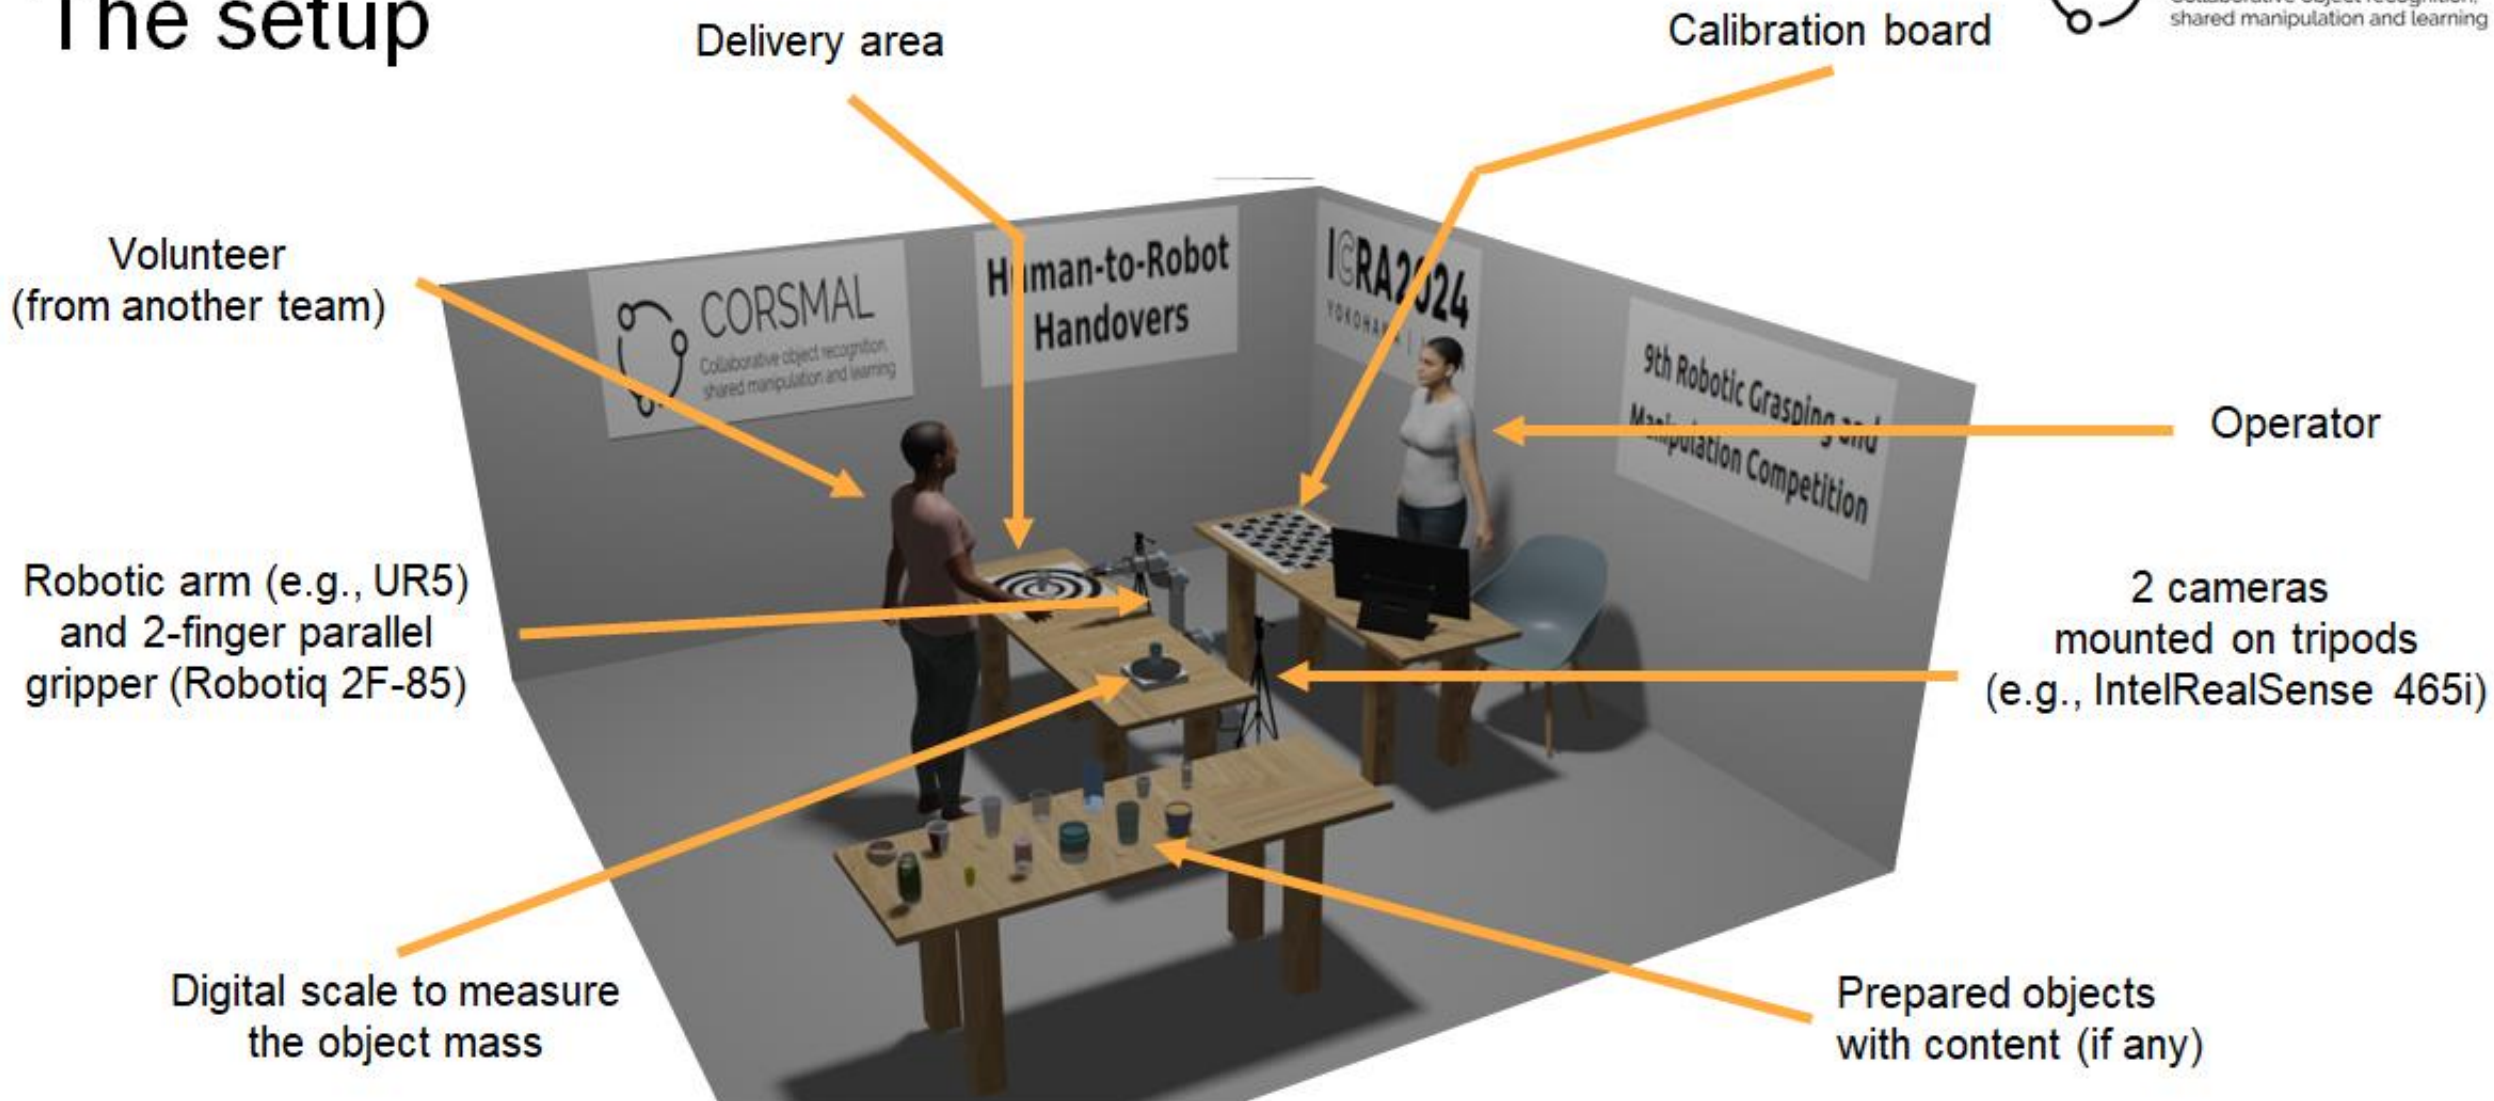 The setup
Delivery area
Calibration board
shared manipulation and learning
Volunteer
(from another team)
CORSMAL
Collaborative object recognition,
shared manipulation and learning
Human-to-Robot
Handovers
ICRA2024
9th Robotic Grasping and
Manipulation Competition
Operator
Robotic arm (e.g., UR5)
and 2-finger parallel
gripper (Robotiq 2F-85)
2 cameras
mounted on tripods
(e.g., IntelRealSense 465i)
Digital scale to measure
the object mass
Prepared objects
with content (if any)